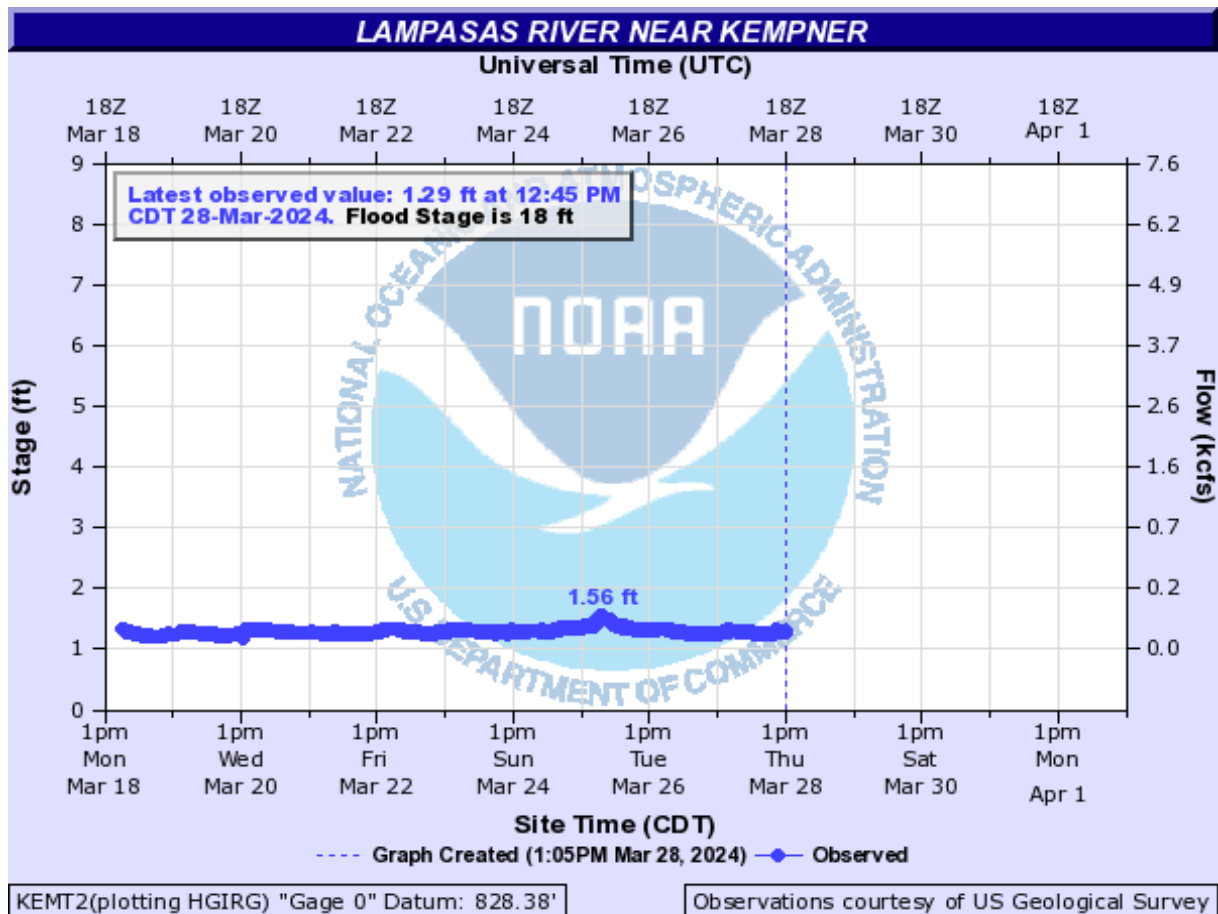 LAMPASAS RIVER NEAR KEMPNER
Universal Time (UTC)
18Z 18Z 18Z 18Z 18Z 18Z 18Z 18Z
Mar 18 Mar 20 Mar 22 Mar 24 Mar 26 Mar 28 Mar 30 Apr 1
Latest observed value: 1.29 ft at 12:45 PM
CDT 28-Mar-2024. Flood Stage is 18 ft
9 7.6
8 6.2
7 4.9
6 3.7
5 2.6
4 1.6
3 0.7
2 0.2
1 0.0
0
Stage (ft)
Flow (kcfs)
NATIONAL OCEANIC AND ATMOSPHERIC ADMINISTRATION
NOAA
U.S. DEPARTMENT OF COMMERCE
1.56 ft
1pm 1pm 1pm 1pm 1pm 1pm 1pm 1pm
Mon Wed Fri Sun Tue Thu Sat Mon
Mar 18 Mar 20 Mar 22 Mar 24 Mar 26 Mar 28 Mar 30 Apr 1
Site Time (CDT)
Graph Created (1:05PM Mar 28, 2024) Observed
KEMT2(plotting HGIRG) "Gage 0" Datum: 828.38'
Observations courtesy of US Geological Survey